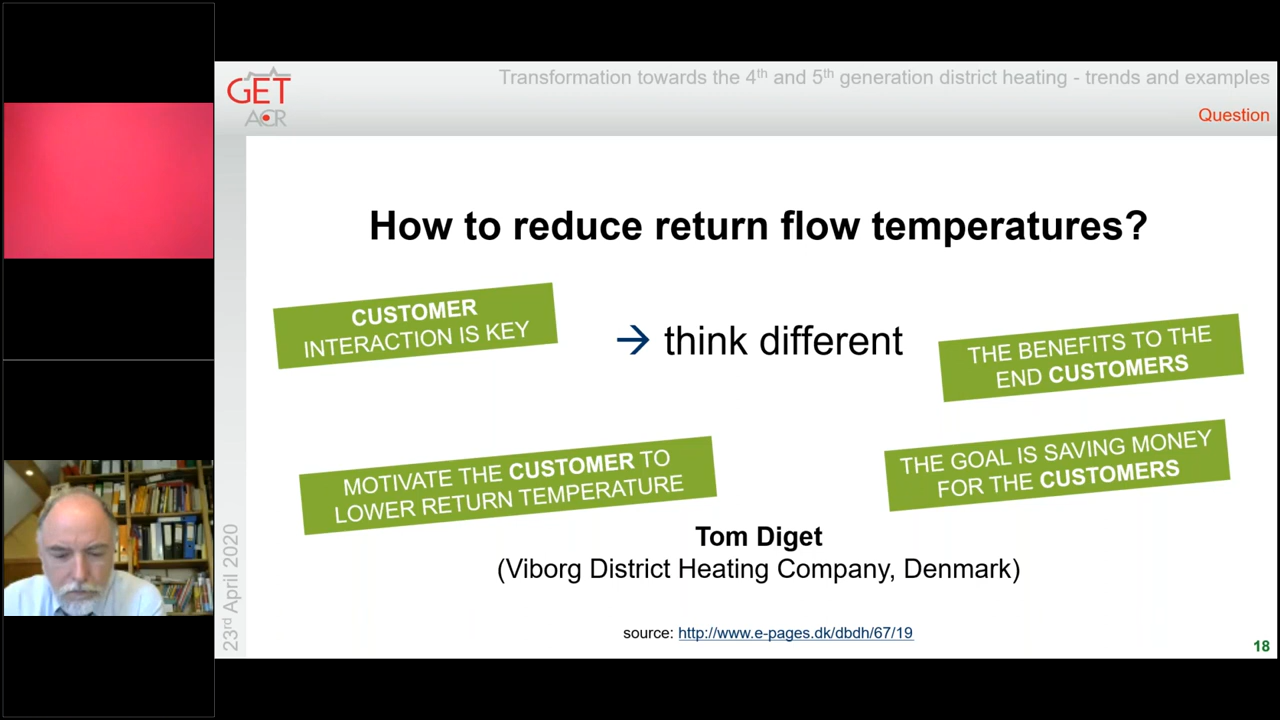 GET
ACR
Transformation towards the 4th and 5th generation district heating - trends and examples
Question
How to reduce return flow temperatures?
CUSTOMER
INTERACTION IS KEY
→ think different
THE BENEFITS TO THE
END CUSTOMERS
MOTIVATE THE CUSTOMER TO
LOWER RETURN TEMPERATURE
THE GOAL IS SAVING MONEY
FOR THE CUSTOMERS
Tom Diget
(Viborg District Heating Company, Denmark)
source: http://www.e-pages.dk/dbdh/67/19
23rd April 2020
18